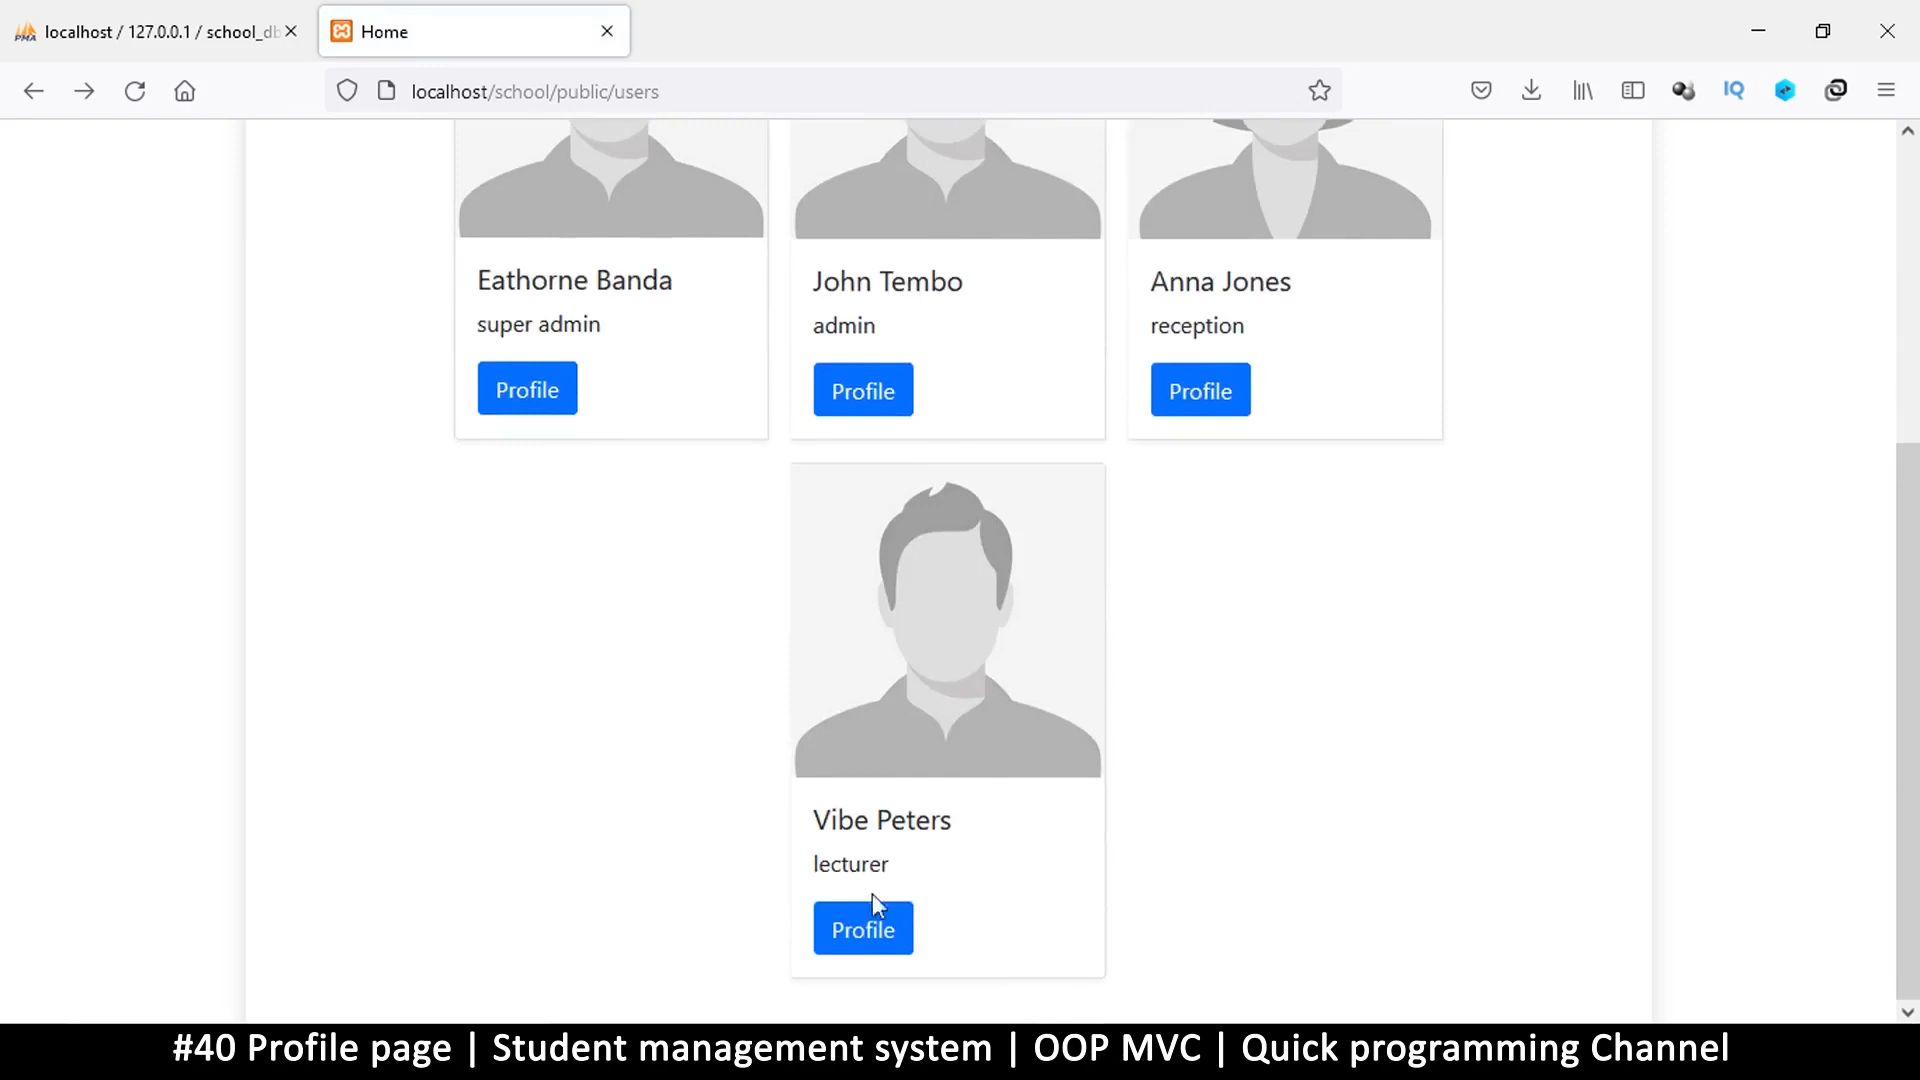 localhost / 127.0.0.1 / school_db
Home
localhost/school/public/users
IQ
Eathorne Banda
super admin
Profile
John Tembo
admin
Profile
Anna Jones
reception
Profile
Vibe Peters
lecturer
Profile
#40 Profile page | Student management system | OOP MVC | Quick programming Channel